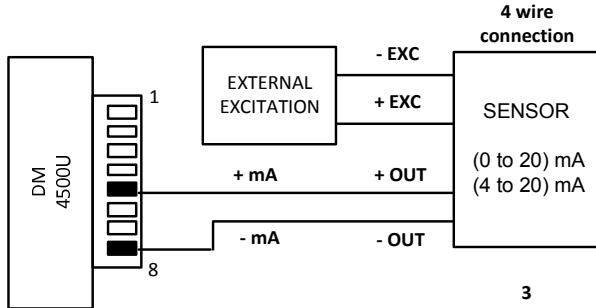 4 wire
connection
- EXC
EXTERNAL
EXCITATION
+ EXC
SENSOR
1
DM
4500U
(0 to 20) mA
(4 to 20) mA
+ mA
+ OUT
- mA
- OUT
8
3